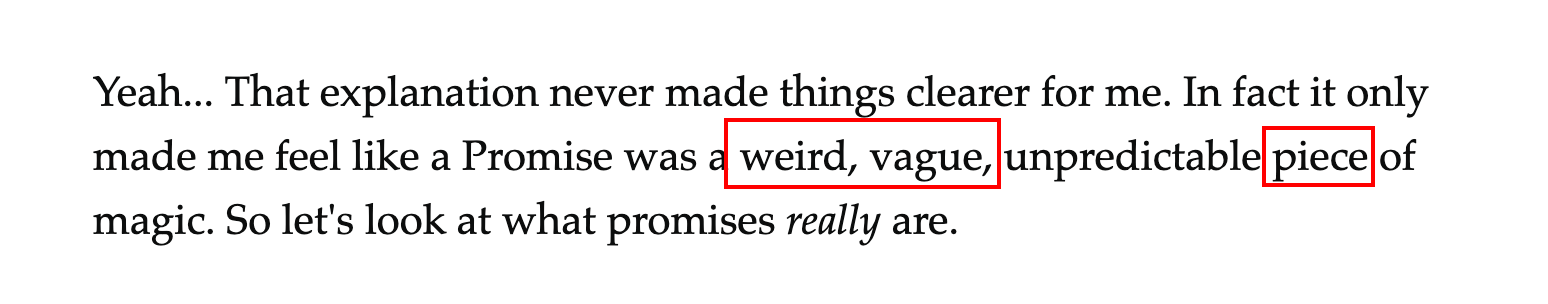 Yeah... That explanation never made things clearer for me. In fact it only
made me feel like a Promise was a weird, vague, unpredictable piece of
magic. So let's look at what promises really are.